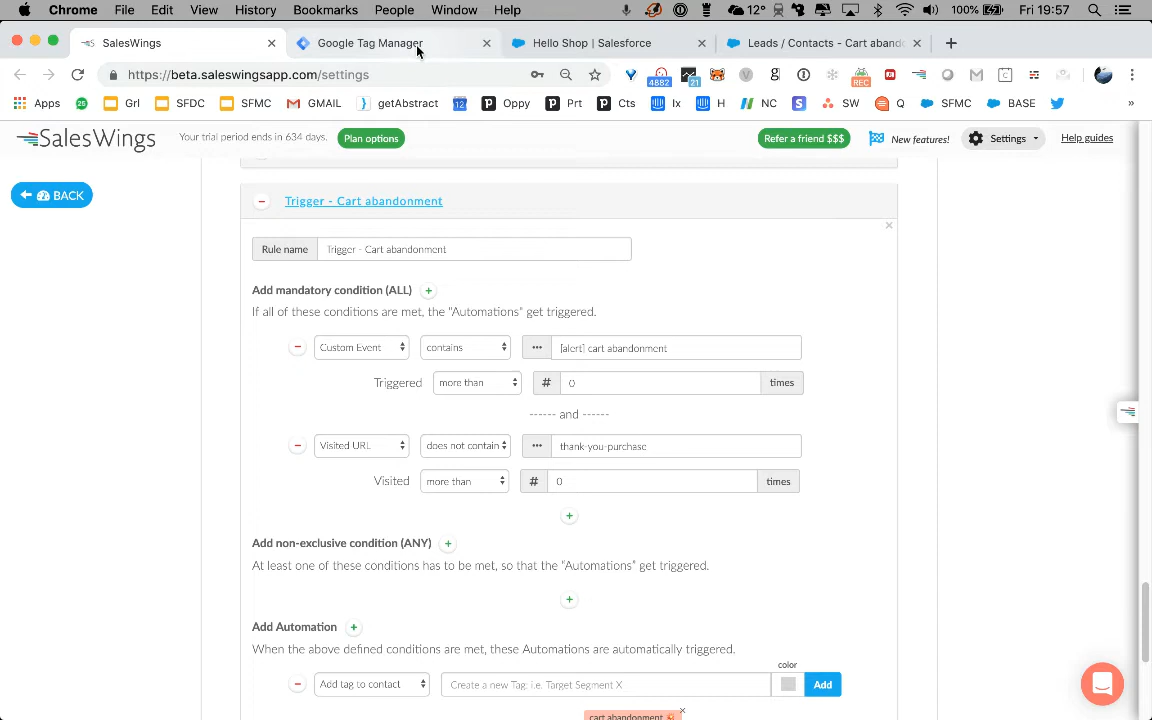 Chrome File Edit View History Bookmarks People Window Help 12° 100% Fri 19:57
SalesWings Google Tag Manager Hello Shop | Salesforce Leads / Contacts - Cart aband
https://beta.saleswingsapp.com/settings 4882 21 REC
Apps 25 Grl SFDC SFMC GMAIL getAbstract 12 Oppy Prt Cts Ix H NC SW Q SFMC BASE »
SalesWings Your trial period ends in 634 days. Plan options Refer a friend $$$ New features! Settings Help guides
BACK
Trigger - Cart abandonment
Rule name Trigger - Cart abandonment
Add mandatory condition (ALL)
If all of these conditions are met, the "Automations" get triggered.
Custom Event contains [alert] cart abandonment
Triggered more than # 0 times
------ and ------
Visited URL does not contain thank-you-purchase
Visited more than # 0 times
Add non-exclusive condition (ANY)
At least one of these conditions has to be met, so that the "Automations" get triggered.
Add Automation
When the above defined conditions are met, these Automations are automatically triggered.
color
Add tag to contact Create a new Tag: i.e. Target Segment X Add
cart abandonment